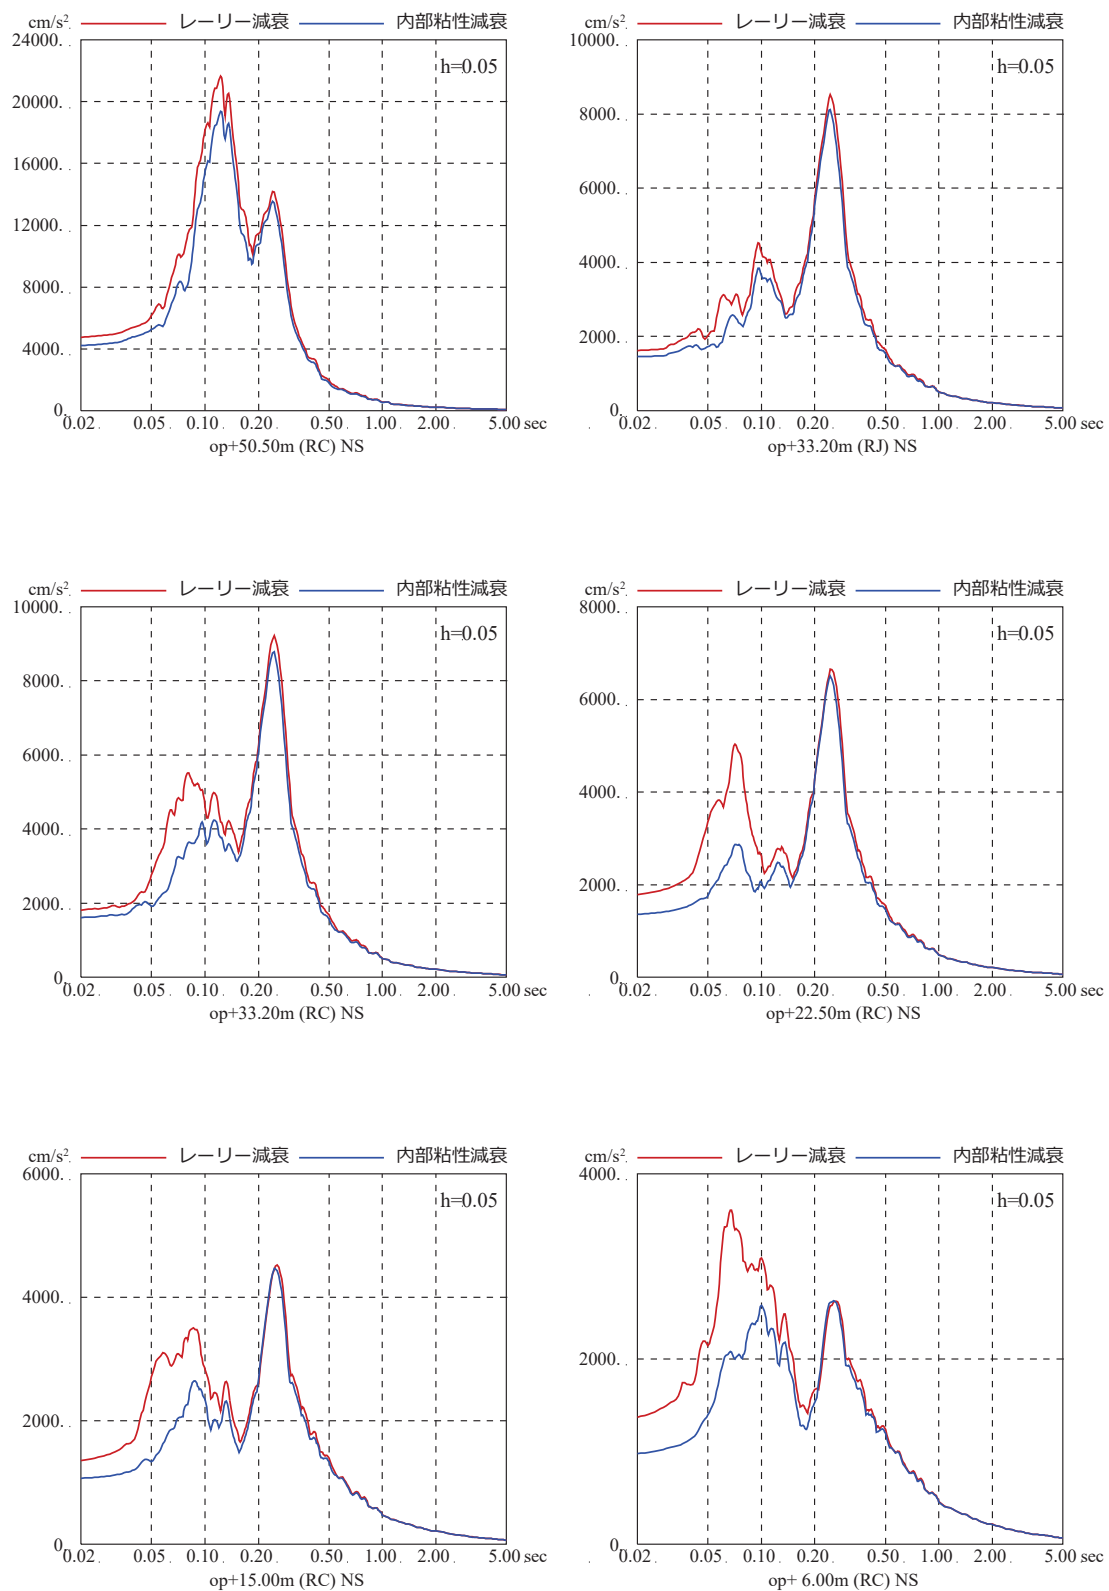 cm/s² レーリー減衰 内部粘性減衰
24000.
h=0.05
20000.
16000.
12000.
8000.
4000.
0.
0.02 0.05 0.10 0.20 0.50 1.00 2.00 5.00 sec
op+50.50m (RC) NS
cm/s² レーリー減衰 内部粘性減衰
10000.
h=0.05
8000.
6000.
4000.
2000.
0.
0.02 0.05 0.10 0.20 0.50 1.00 2.00 5.00 sec
op+33.20m (RJ) NS
cm/s² レーリー減衰 内部粘性減衰
10000.
h=0.05
8000.
6000.
4000.
2000.
0.
0.02 0.05 0.10 0.20 0.50 1.00 2.00 5.00 sec
op+33.20m (RC) NS
cm/s² レーリー減衰 内部粘性減衰
8000.
h=0.05
6000.
4000.
2000.
0.
0.02 0.05 0.10 0.20 0.50 1.00 2.00 5.00 sec
op+22.50m (RC) NS
cm/s² レーリー減衰 内部粘性減衰
6000.
h=0.05
4000.
2000.
0.
0.02 0.05 0.10 0.20 0.50 1.00 2.00 5.00 sec
op+15.00m (RC) NS
cm/s² レーリー減衰 内部粘性減衰
4000.
h=0.05
2000.
0.
0.02 0.05 0.10 0.20 0.50 1.00 2.00 5.00 sec
op+ 6.00m (RC) NS